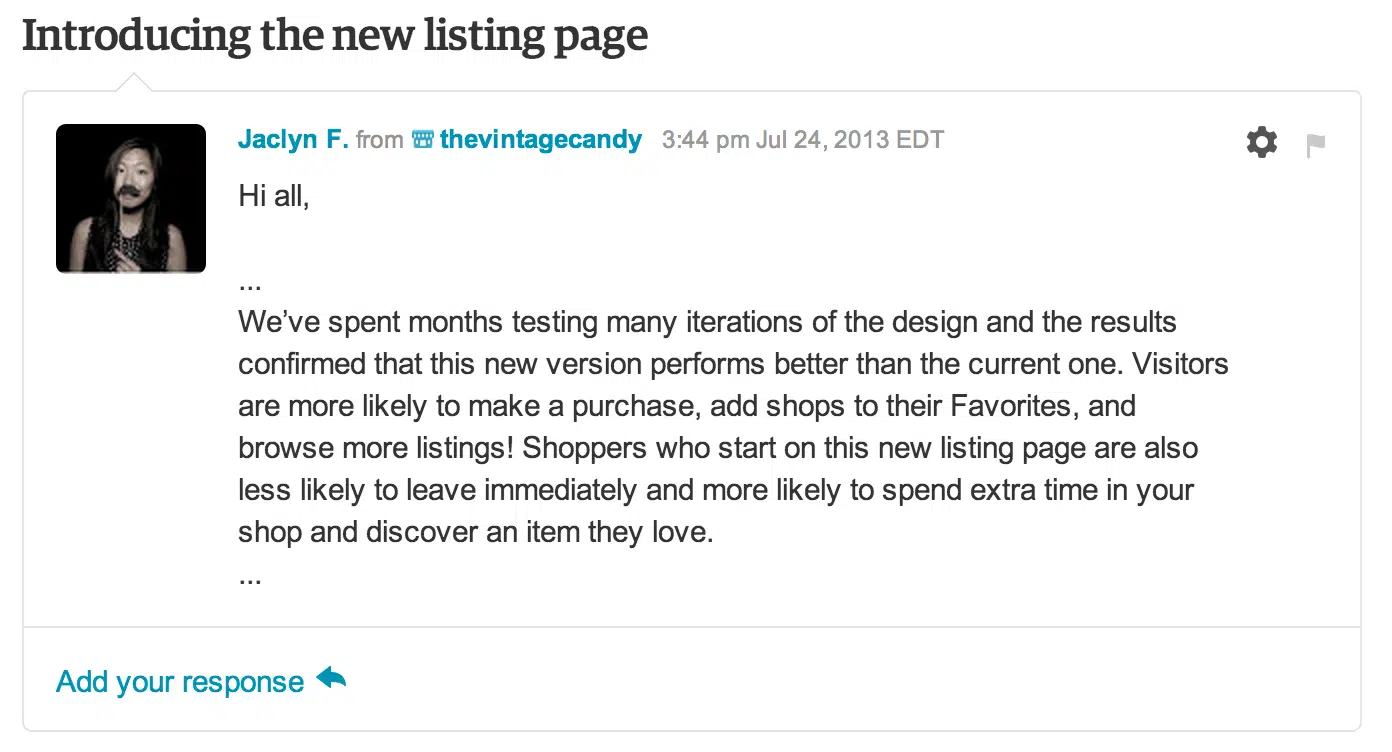 Introducing the new listing page
Jaclyn F. from thevintagecandy 3:44 pm Jul 24, 2013 EDT
Hi all,
...
We’ve spent months testing many iterations of the design and the results
confirmed that this new version performs better than the current one. Visitors
are more likely to make a purchase, add shops to their Favorites, and
browse more listings! Shoppers who start on this new listing page are also
less likely to leave immediately and more likely to spend extra time in your
shop and discover an item they love.
...
Add your response